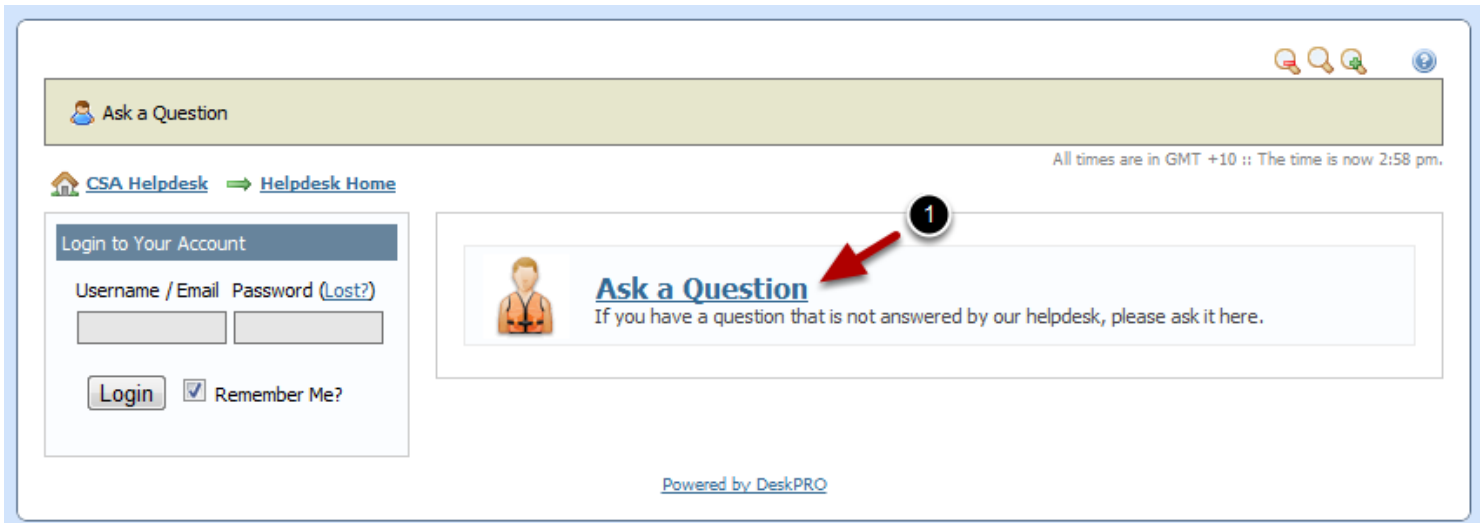 Ask a Question
All times are in GMT +10 :: The time is now 2:58 pm.
CSA Helpdesk Helpdesk Home
Login to Your Account
Username / Email Password (Lost?)
Login Remember Me?
1
Ask a Question
If you have a question that is not answered by our helpdesk, please ask it here.
Powered by DeskPRO